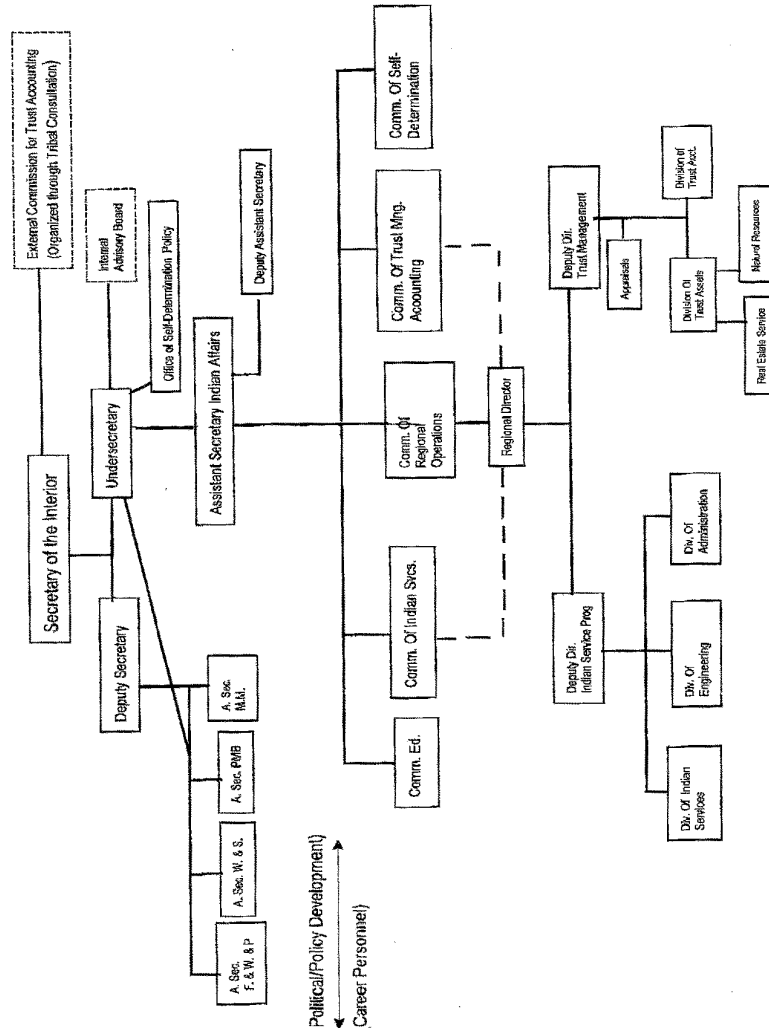 External Commission for Trust Accounting
(Organized through Tribal Consultation)
Secretary of the Interior
Internal
Advisory Board
Undersecretary
Deputy Secretary
Office of Self-Determination Policy
A. Sec.
F. & W. & P
A. Sec. W. & S.
A. Sec. PMB
A. Sec.
M.M.
Assistant Secretary Indian Affairs
Deputy Assistant Secretary
Political/Policy Development)
Career Personnel)
Comm. Ed.
Comm. Of Indian Svcs.
Comm. Of
Regional
Operations
Comm. Of Trust Mng.
Accounting
Comm. Of Self-
Determination
Regional Director
Deputy Dir.
Indian Service Prog
Deputy Dir.
Trust Management
Appraisals
Div. Of Indian
Services
Div. Of
Engineering
Div. Of
Administration
Division Of
Trust Assets
Division of
Trust Acct.
Real Estate Service
Natural Resources